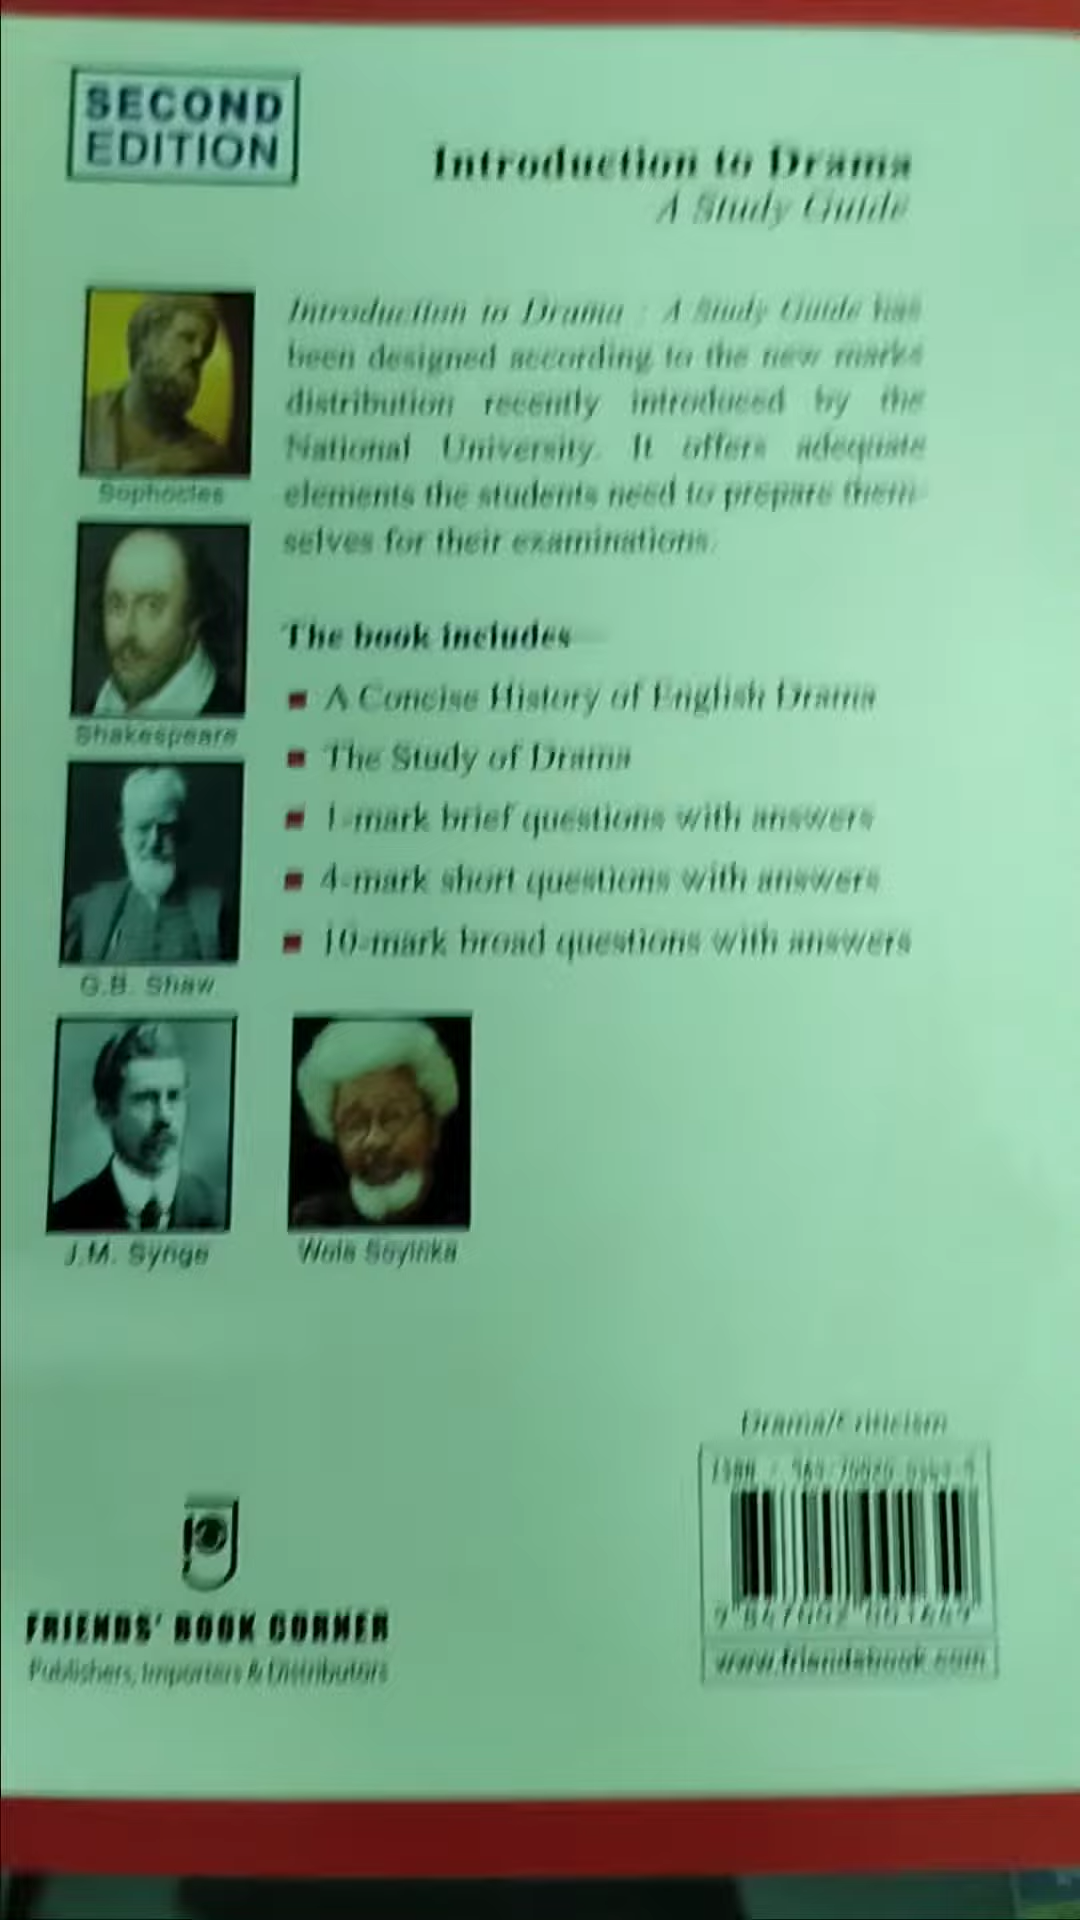 SECOND
EDITION
Introduction to Drama
A Study Guide
Introduction to Drama : A Study Guide has
been designed according to the new marks
distribution recently introduced by the
National University. It offers adequate
elements the students need to prepare them-
selves for their examinations.
Sophocles
Shakespeare
G.B. Shaw
The book includes—
A Concise History of English Drama
The Study of Drama
1-mark brief questions with answers
4-mark short questions with answers
10-mark broad questions with answers
J.M. Synge
Wole Soyinka
Drama/Criticism
ISBN
FRIENDS' BOOK CORNER
Publishers, Importers & Distributors
www.friendsbook.com